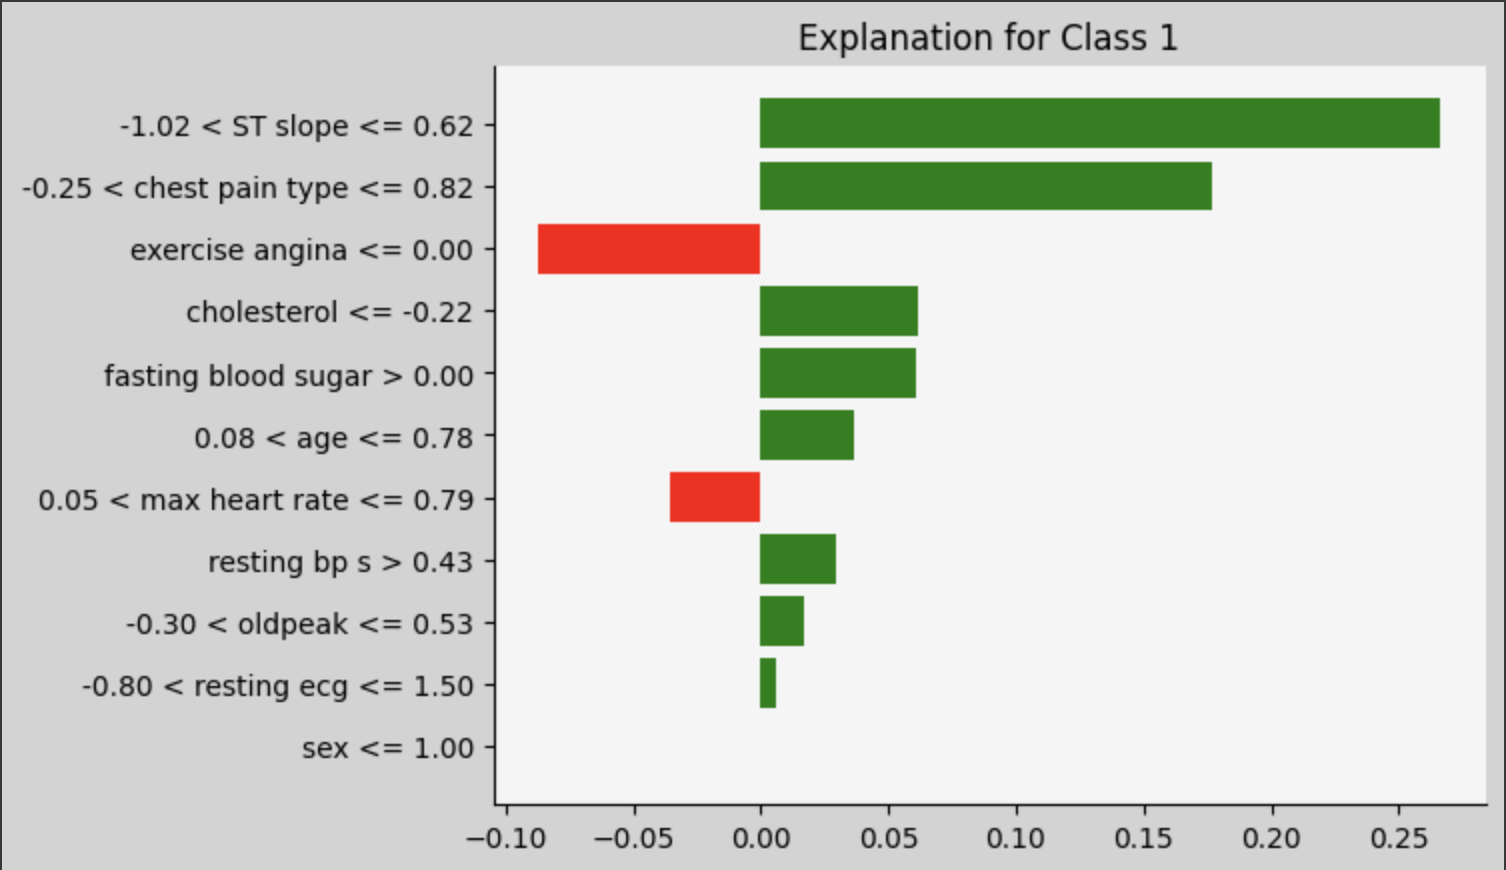 Explanation for Class 1
-1.02 < ST slope <= 0.62
-0.25 < chest pain type <= 0.82
exercise angina <= 0.00
cholesterol <= -0.22
fasting blood sugar > 0.00
0.08 < age <= 0.78
0.05 < max heart rate <= 0.79
resting bp s > 0.43
-0.30 < oldpeak <= 0.53
-0.80 < resting ecg <= 1.50
sex <= 1.00
−0.10 −0.05 0.00 0.05 0.10 0.15 0.20 0.25